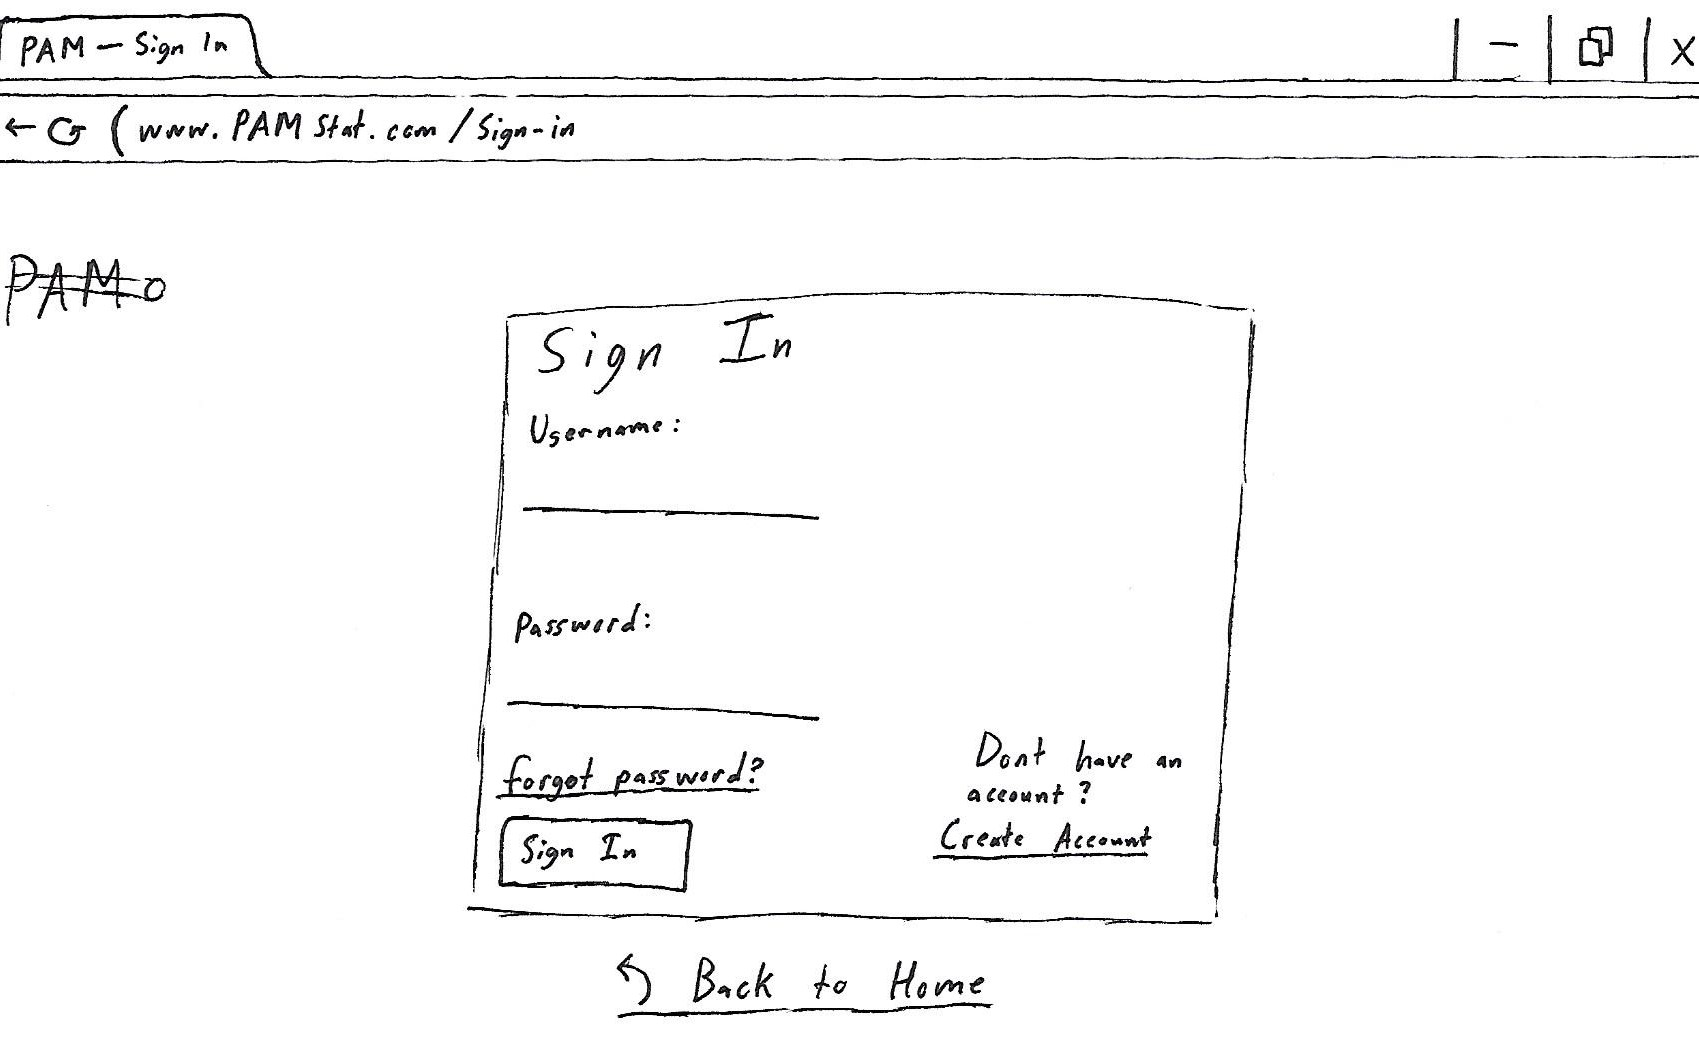 PAM - Sign In
- X
www.PAMStat.com/Sign-in
PAM
Sign In
Username:
Password:
forgot password?
Dont have an
account?
Create Account
Sign In
Back to Home